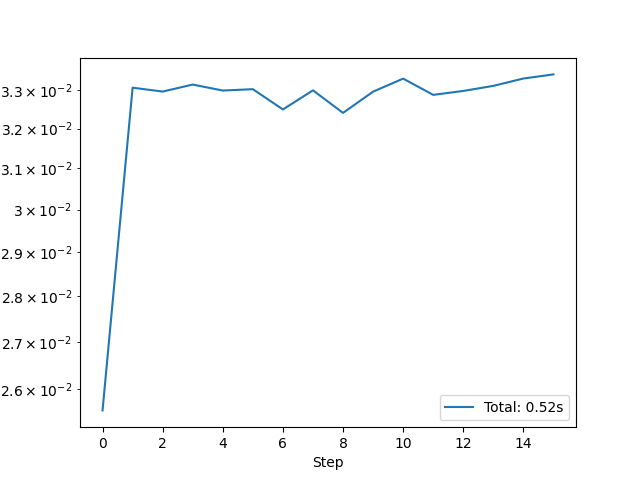 3.3 × 10⁻²
3.2 × 10⁻²
3.1 × 10⁻²
3 × 10⁻²
2.9 × 10⁻²
2.8 × 10⁻²
2.7 × 10⁻²
2.6 × 10⁻²
Total: 0.52s
0 2 4 6 8 10 12 14
Step